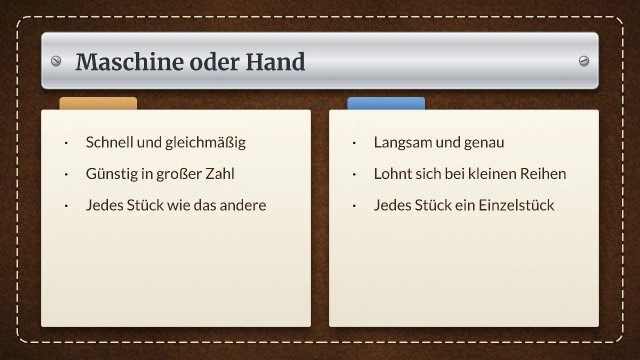 Maschine oder Hand
· Schnell und gleichmäßig
· Günstig in großer Zahl
· Jedes Stück wie das andere
· Langsam und genau
· Lohnt sich bei kleinen Reihen
· Jedes Stück ein Einzelstück